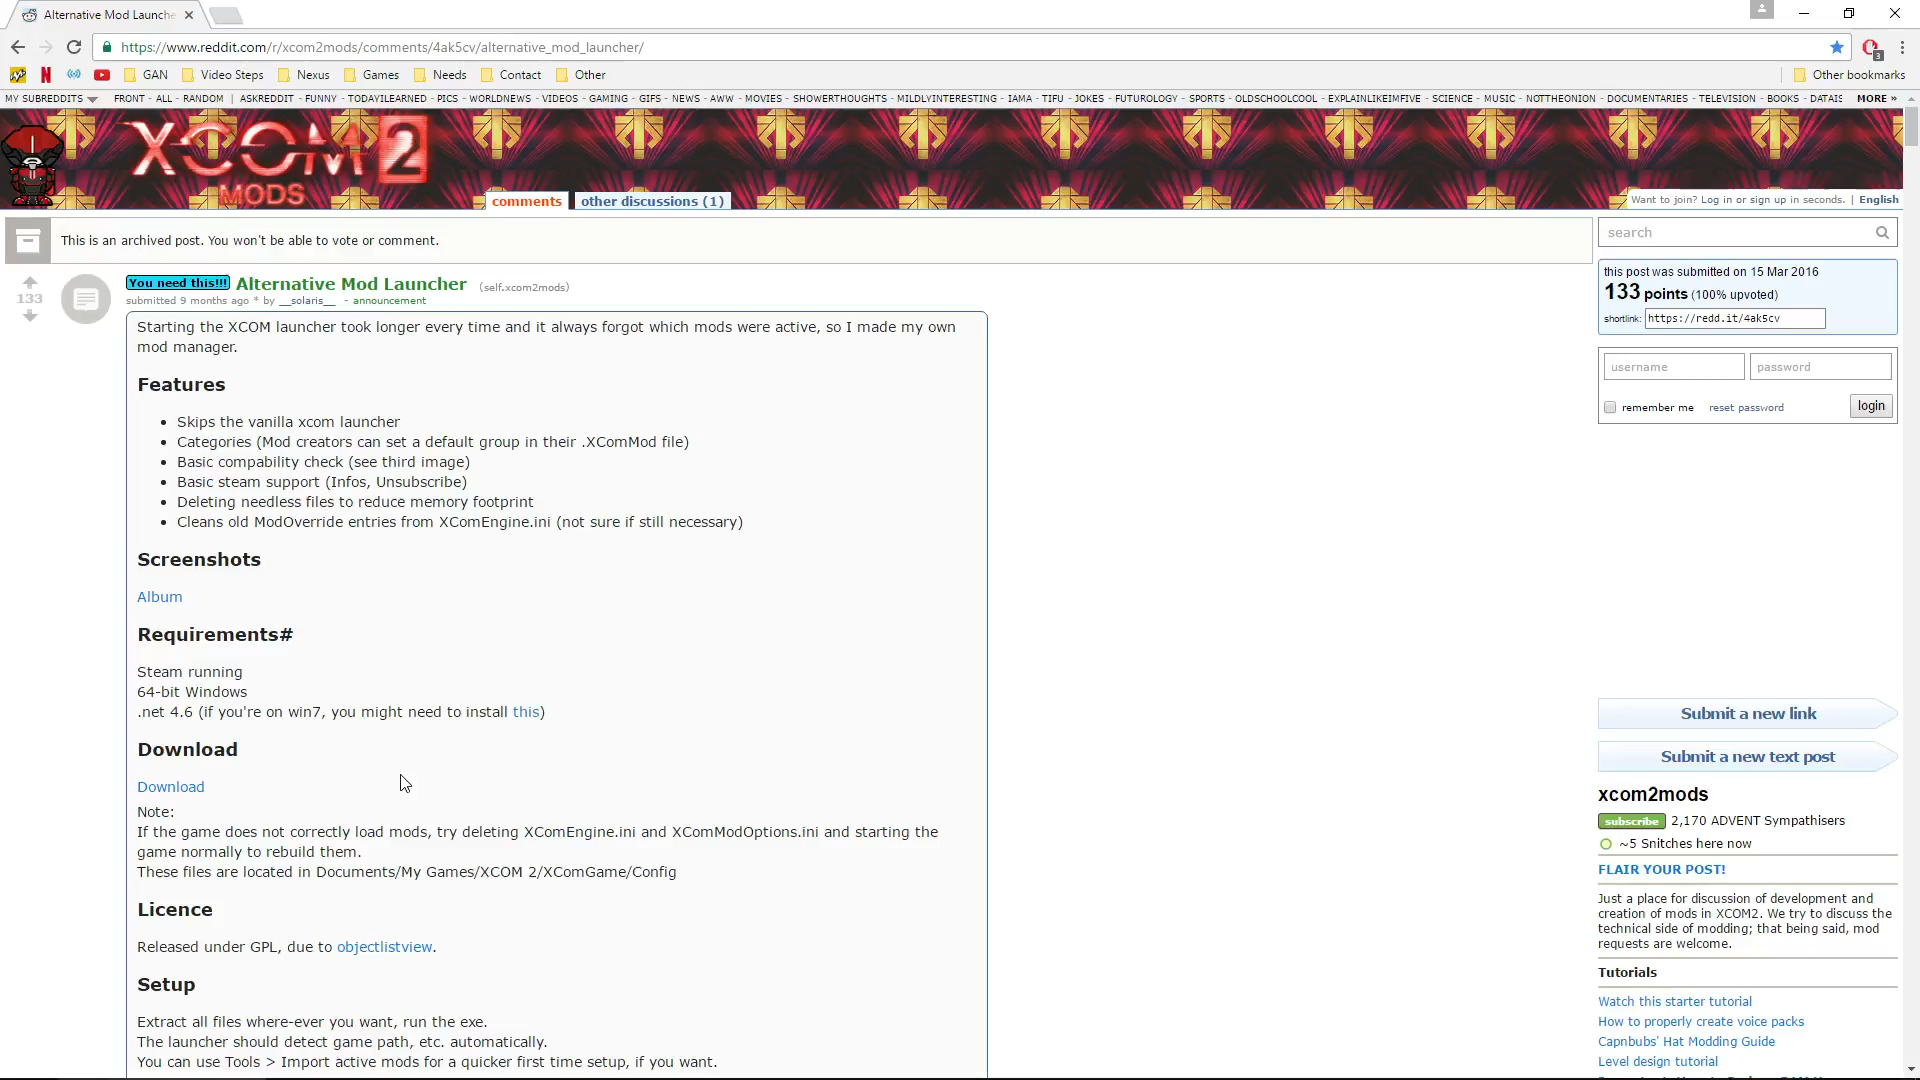 Alternative Mod Launche
https://www.reddit.com/r/xcom2mods/comments/4ak5cv/alternative_mod_launcher/
3
GAN Video Steps Nexus Games Needs Contact Other Other bookmarks
MY SUBREDDITS FRONT - ALL - RANDOM | ASKREDDIT - FUNNY - TODAYILEARNED - PICS - WORLDNEWS - VIDEOS - GAMING - GIFS - NEWS - AWW - MOVIES - SHOWERTHOUGHTS - MILDLYINTERESTING - IAMA - TIFU - JOKES - FUTUROLOGY - SPORTS - OLDSCHOOLCOOL - EXPLAINLIKEIMFIVE - SCIENCE - MUSIC - NOTTHEONION - DOCUMENTARIES - TELEVISION - BOOKS - DATAIS MORE »
XCOM 2
MODS
comments other discussions (1)
Want to join? Log in or sign up in seconds. | English
This is an archived post. You won't be able to vote or comment.
133
You need this!!! Alternative Mod Launcher (self.xcom2mods)
submitted 9 months ago * by __solaris__ - announcement
Starting the XCOM launcher took longer every time and it always forgot which mods were active, so I made my own
mod manager.
Features
• Skips the vanilla xcom launcher
• Categories (Mod creators can set a default group in their .XComMod file)
• Basic compability check (see third image)
• Basic steam support (Infos, Unsubscribe)
• Deleting needless files to reduce memory footprint
• Cleans old ModOverride entries from XComEngine.ini (not sure if still necessary)
Screenshots
Album
Requirements#
Steam running
64-bit Windows
.net 4.6 (if you're on win7, you might need to install this)
Download
Download
Note:
If the game does not correctly load mods, try deleting XComEngine.ini and XComModOptions.ini and starting the
game normally to rebuild them.
These files are located in Documents/My Games/XCOM 2/XComGame/Config
Licence
Released under GPL, due to objectlistview.
Setup
Extract all files where-ever you want, run the exe.
The launcher should detect game path, etc. automatically.
You can use Tools > Import active mods for a quicker first time setup, if you want.
search
this post was submitted on 15 Mar 2016
133 points (100% upvoted)
shortlink: https://redd.it/4ak5cv
username password
remember me reset password login
Submit a new link
Submit a new text post
xcom2mods
subscribe 2,170 ADVENT Sympathisers
~5 Snitches here now
FLAIR YOUR POST!
Just a place for discussion of development and
creation of mods in XCOM2. We try to discuss the
technical side of modding; that being said, mod
requests are welcome.
Tutorials
Watch this starter tutorial
How to properly create voice packs
Capnbubs' Hat Modding Guide
Level design tutorial